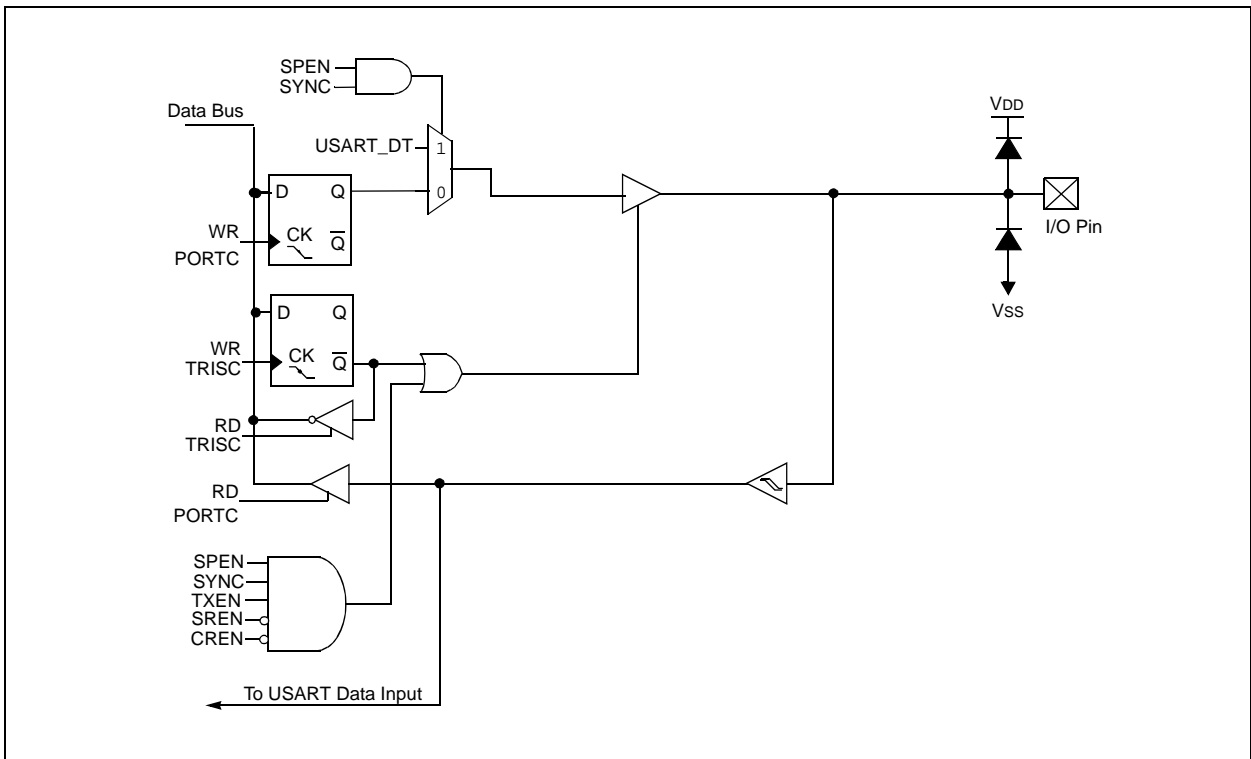 SPEN
SYNC
Data Bus
VDD
USART_DT
1
D
Q
0
I/O Pin
WR
PORTC
CK
Q̅
VSS
D
Q
WR
TRISC
CK
Q̅
RD
TRISC
RD
PORTC
SPEN
SYNC
TXEN
SREN
CREN
To USART Data Input